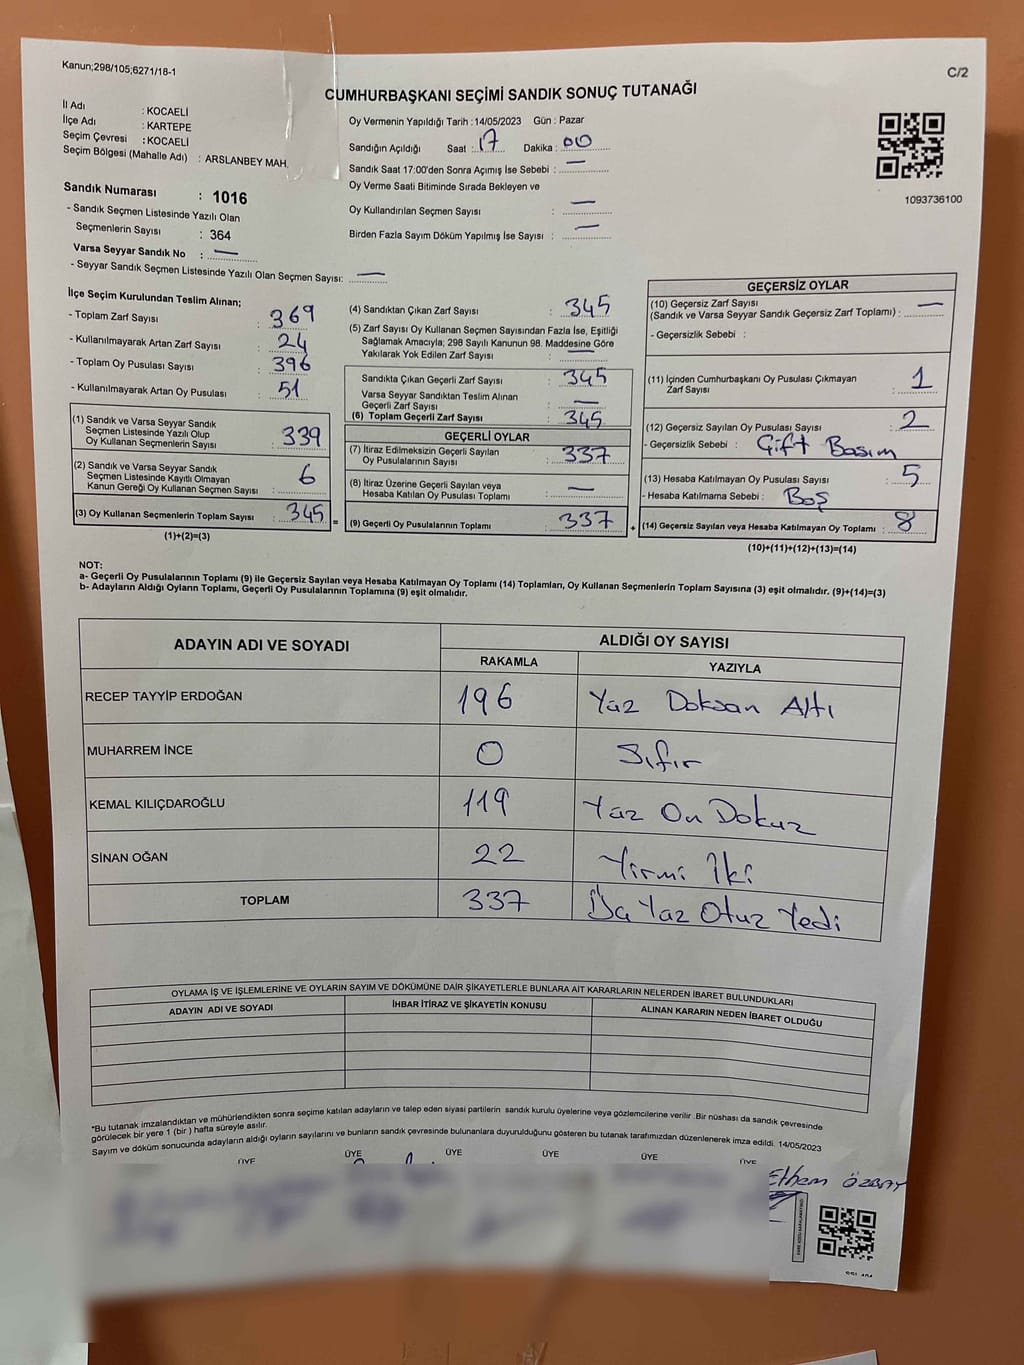 Kanun;298/105;6271/16-1
C/2
CUMHURBAŞKANI SEÇİMİ SANDIK SONUÇ TUTANAĞI
İl Adı : KOCAELİ
İlçe Adı : KARTEPE
Seçim Çevresi : KOCAELİ
Seçim Bölgesi (Mahalle Adı) : ARSLANBEY MAH.
Oy Vermenin Yapıldığı Tarih : 14/05/2023 Gün : Pazar
Sandığın Açıldığı Saat : 17 Dakika : 00
Sandık Saat 17:00'den Sonra Açımış İse Sebebi : —
Oy Verme Saati Bitiminde Sırada Bekleyen ve
Oy Kullandırılan Seçmen Sayısı : —
Birden Fazla Sayım Döküm Yapılmış İse Sayısı : —
1093736100
Sandık Numarası : 1016
- Sandık Seçmen Listesinde Yazılı Olan
Seçmenlerin Sayısı : 364
Varsa Seyyar Sandık No : —
- Seyyar Sandık Seçmen Listesinde Yazılı Olan Seçmen Sayısı: —
İlçe Seçim Kurulundan Teslim Alınan;
- Toplam Zarf Sayısı : 369
- Kullanılmayarak Artan Zarf Sayısı : 24
- Toplam Oy Pusulası Sayısı : 396
- Kullanılmayarak Artan Oy Pusulası : 51
(1) Sandık ve Varsa Seyyar Sandık
Seçmen Listesinde Yazılı Olup
Oy Kullanan Seçmenlerin Sayısı : 339
(2) Sandık ve Varsa Seyyar Sandık
Seçmen Listesinde Kayıtlı Olmayan
Kanun Gereği Oy Kullanan Seçmen Sayısı : 6
(3) Oy Kullanan Seçmenlerin Toplam Sayısı : 345
(1)+(2)=(3)
(4) Sandıktan Çıkan Zarf Sayısı : 345
(5) Zarf Sayısı Oy Kullanan Seçmen Sayısından Fazla İse, Eşitliği
Sağlamak Amacıyla; 298 Sayılı Kanunun 98. Maddesine Göre
Yakılarak Yok Edilen Zarf Sayısı : —
Sandıkta Çıkan Geçerli Zarf Sayısı : 345
Varsa Seyyar Sandıktan Teslim Alınan
Geçerli Zarf Sayısı : —
(6) Toplam Geçerli Zarf Sayısı : 345
GEÇERLİ OYLAR
(7) İtiraz Edilmeksizin Geçerli Sayılan
Oy Pusulalarının Sayısı : 337
(8) İtiraz Üzerine Geçerli Sayılan veya
Hesaba Katılan Oy Pusulası Toplamı : —
= (9) Geçerli Oy Pusulalarının Toplamı : 337
GEÇERSİZ OYLAR
(10) Geçersiz Zarf Sayısı
(Sandık ve Varsa Seyyar Sandık Geçersiz Zarf Toplamı) : —
- Geçersizlik Sebebi :
(11) İçinden Cumhurbaşkanı Oy Pusulası Çıkmayan
Zarf Sayısı : 1
(12) Geçersiz Sayılan Oy Pusulası Sayısı : 2
- Geçersizlik Sebebi : Çift Basım
(13) Hesaba Katılmayan Oy Pusulası Sayısı : 5
- Hesaba Katılmama Sebebi : Boş
+ (14) Geçersiz Sayılan veya Hesaba Katılmayan Oy Toplamı : 8
(10)+(11)+(12)+(13)=(14)
NOT:
a- Geçerli Oy Pusulalarının Toplamı (9) ile Geçersiz Sayılan veya Hesaba Katılmayan Oy Toplamı (14) Toplamları, Oy Kullanan Seçmenlerin Toplam Sayısına (3) eşit olmalıdır. (9)+(14)=(3)
b- Adayların Aldığı Oyların Toplamı, Geçerli Oy Pusulalarının Toplamına (9) eşit olmalıdır.
ADAYIN ADI VE SOYADI
ALDIĞI OY SAYISI
RAKAMLA YAZIYLA
RECEP TAYYİP ERDOĞAN 196 Yüz Doksan Altı
MUHARREM İNCE 0 Sıfır
KEMAL KILIÇDAROĞLU 119 Yüz On Dokuz
SİNAN OĞAN 22 Yirmi İki
TOPLAM 337 Üç Yüz Otuz Yedi
OYLAMA İŞ VE İŞLEMLERİNE VE OYLARIN SAYIM VE DÖKÜMÜNE DAİR ŞİKAYETLERLE BUNLARA AİT KARARLARIN NELERDEN İBARET BULUNDUKLARI
ADAYIN ADI VE SOYADI İHBAR İTİRAZ VE ŞİKAYETİN KONUSU ALINAN KARARIN NEDEN İBARET OLDUĞU
*Bu tutanak imzalandıktan ve mühürlendikten sonra seçime katılan adayların ve talep eden siyasi partilerin sandık kurulu üyelerine veya gözlemcilerine verilir .Bir nüshası da sandık çevresinde
görülecek bir yere 1 (bir ) hafta süreyle asılır.
Sayım ve döküm sonucunda adayların aldığı oyların sayılarını ve bunların sandık çevresinde bulunanlara duyurulduğunu gösteren bu tutanak tarafımızdan düzenlenerek imza edildi. 14/05/2023
ÜYE ÜYE ÜYE ÜYE ÜYE ÜYE
Ethem ÖZBAY